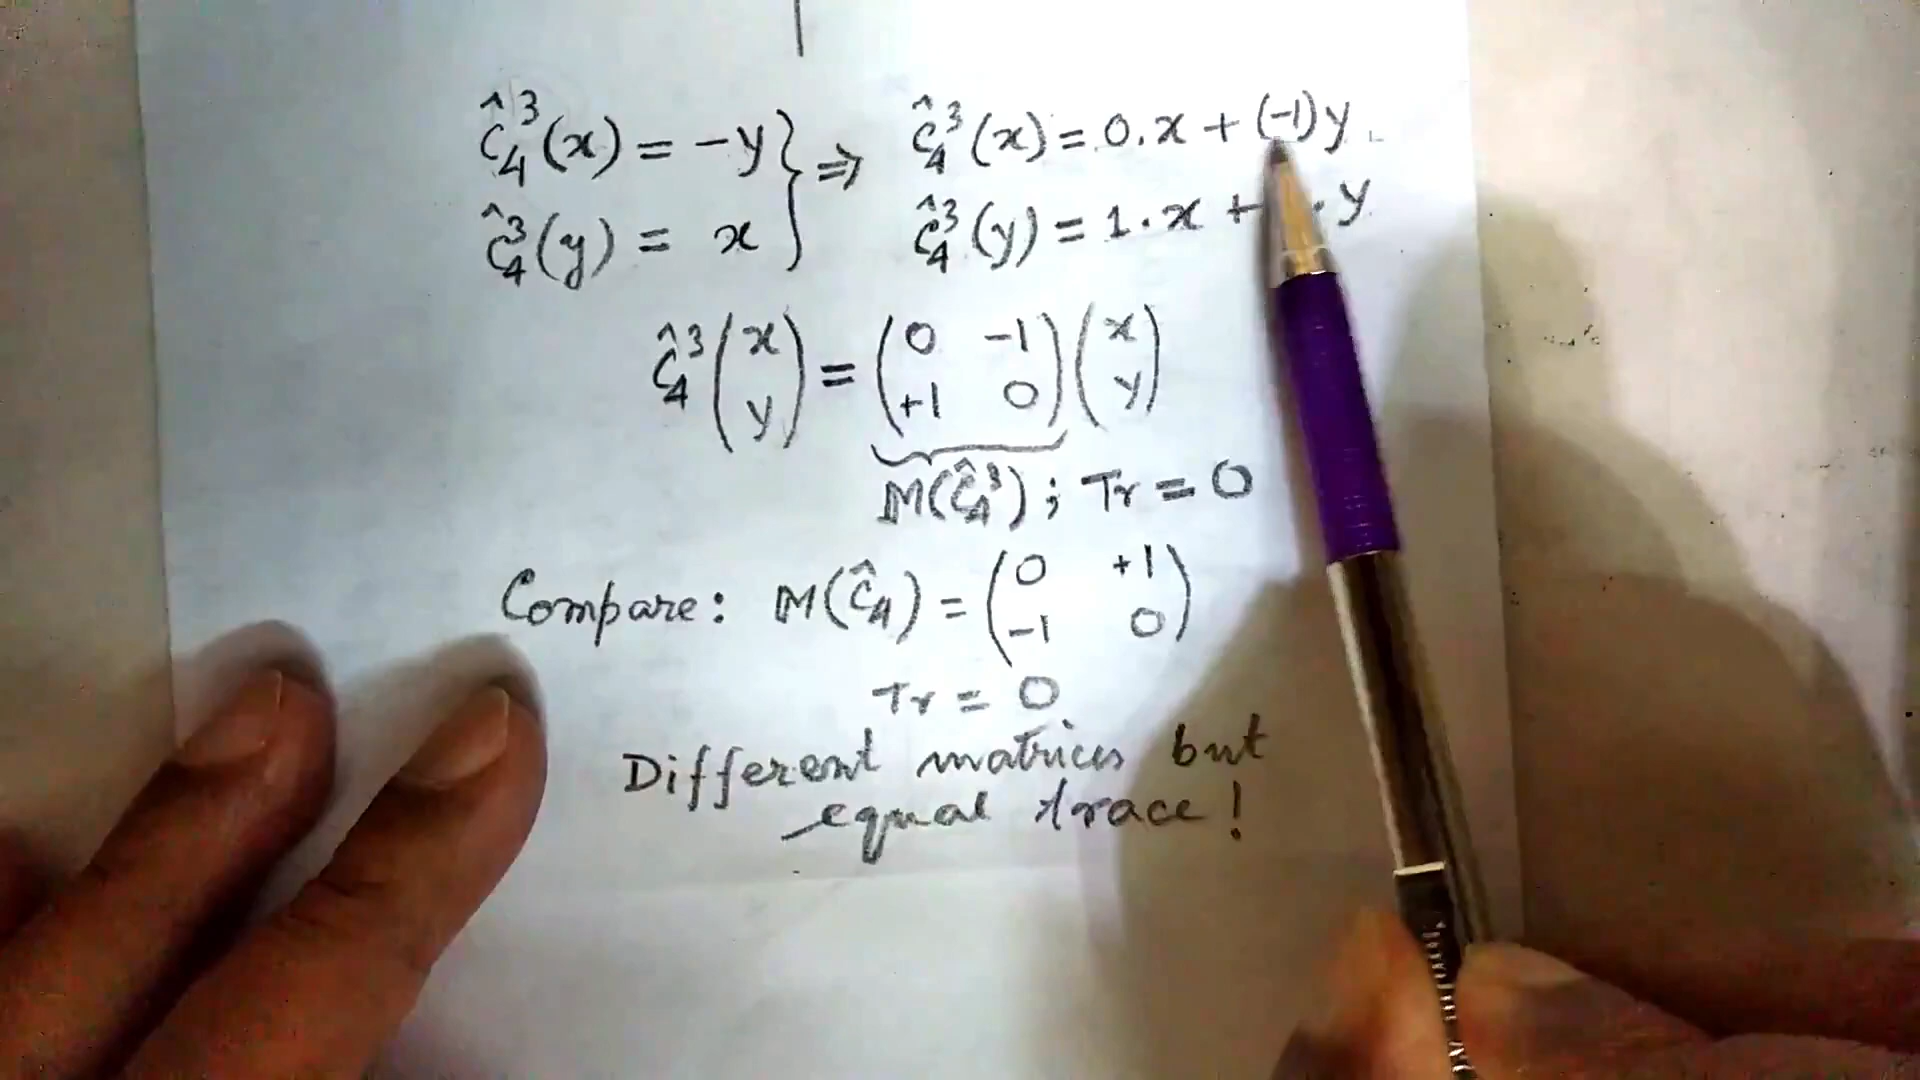 Ĉ₄³(x) = -y } ⇒ Ĉ₄³(x) = 0.x + (-1)y
Ĉ₄³(y) = x } Ĉ₄³(y) = 1.x + .y
Ĉ₄³ (x y) = (0 -1 +1 0) (x y)
M(Ĉ₄³) ; Tr = 0
Compare: M(Ĉ₄) = (0 +1 -1 0)
Tr = 0
Different matrices but
equal trace!